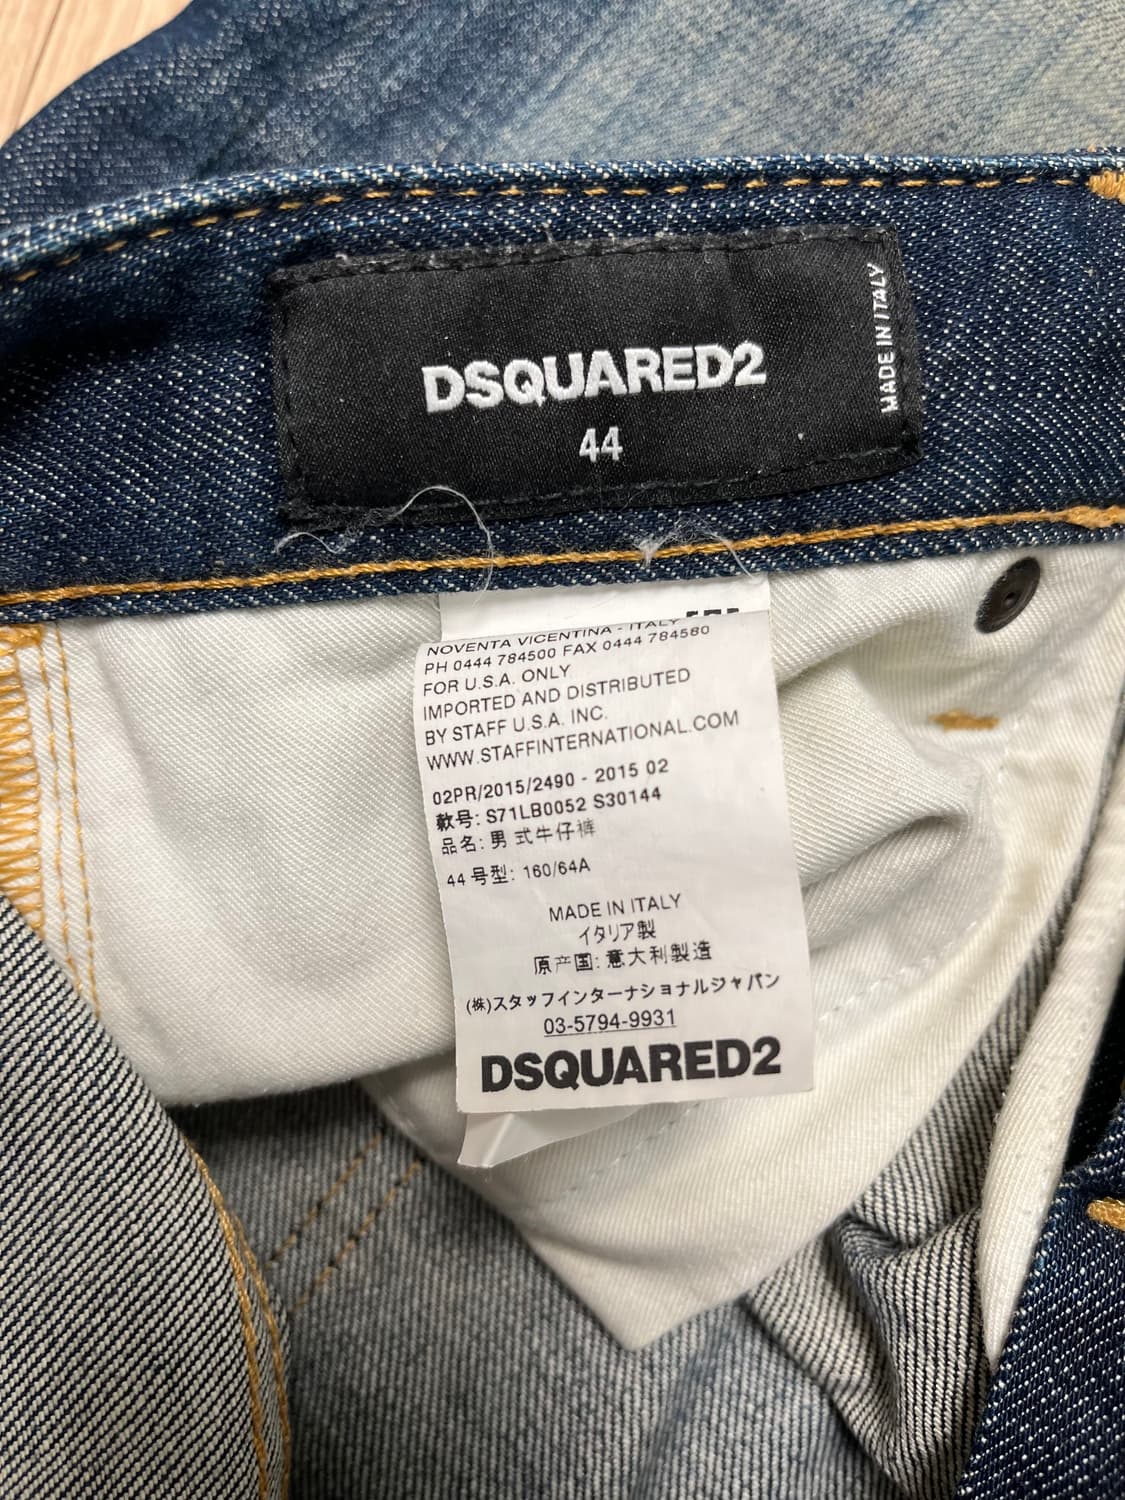 DSQUARED2
44
MADE IN ITALY
NOVENTA VICENTINA - ITALY
PH 0444 784500 FAX 0444 784580
FOR U.S.A. ONLY
IMPORTED AND DISTRIBUTED
BY STAFF U.S.A. INC.
WWW.STAFFINTERNATIONAL.COM
02PR/2015/2490 - 2015 02
款号: S71LB0052 S30144
品名: 男式牛仔裤
44 号型: 160/64A
MADE IN ITALY
イタリア製
原产国: 意大利製造
(株)スタッフインターナショナルジャパン
03-5794-9931
DSQUARED2